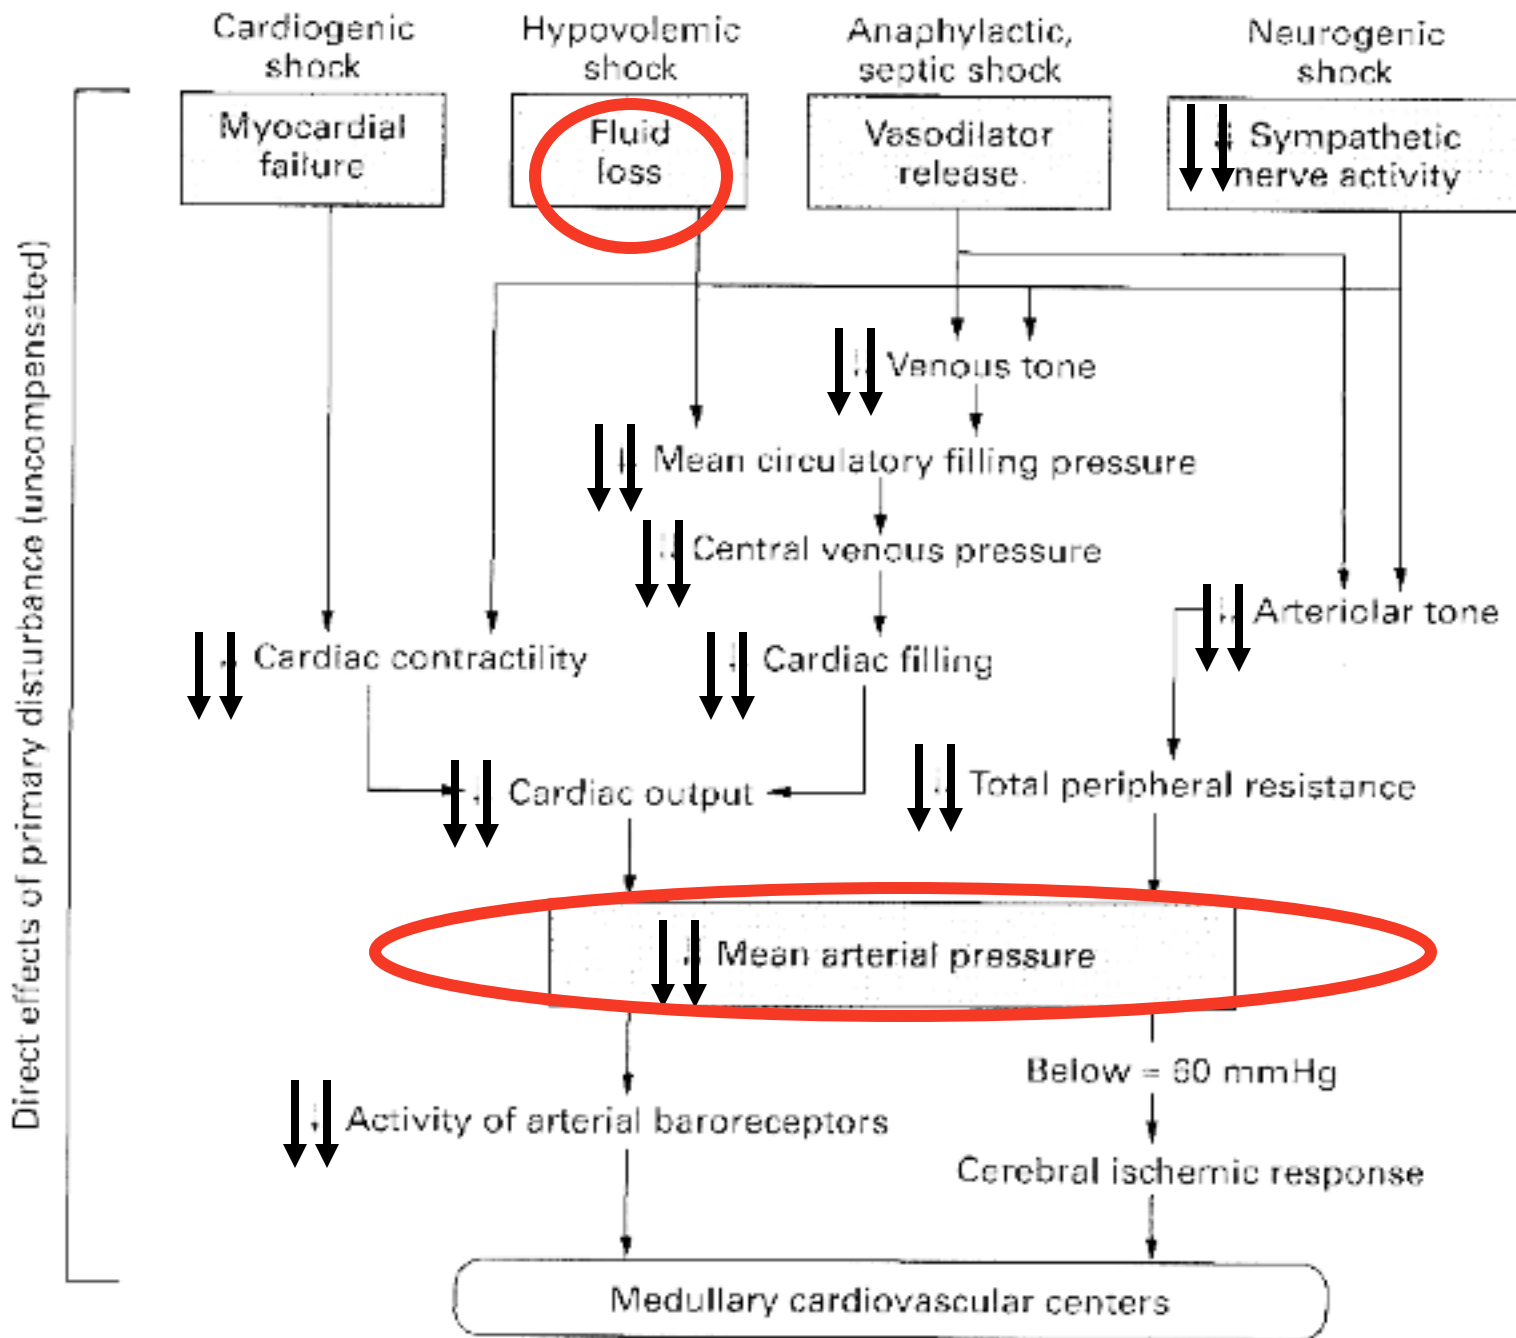 Cardiogenic
shock
Hypovolemic
shock
Anaphylactic,
septic shock
Neurogenic
shock
Myocardial
failure
Fluid
loss
Vasodilator
release
Sympathetic
nerve activity
Direct effects of primary disturbance (uncompensated)
Venous tone
Mean circulatory filling pressure
Central venous pressure
Arteriolar tone
Cardiac contractility
Cardiac filling
Cardiac output
Total peripheral resistance
Mean arterial pressure
Below = 60 mmHg
Activity of arterial baroreceptors
Cerebral ischemic response
Medullary cardiovascular centers